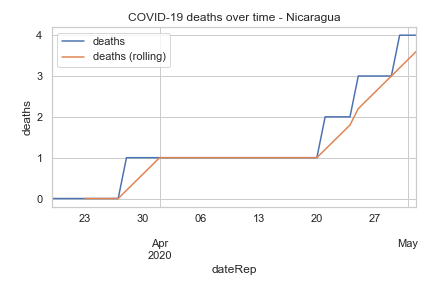 COVID-19 deaths over time - Nicaragua
deaths
deaths (rolling)
4
3
2
1
0
deaths
23
30
06
13
20
27
Apr
2020
May
dateRep